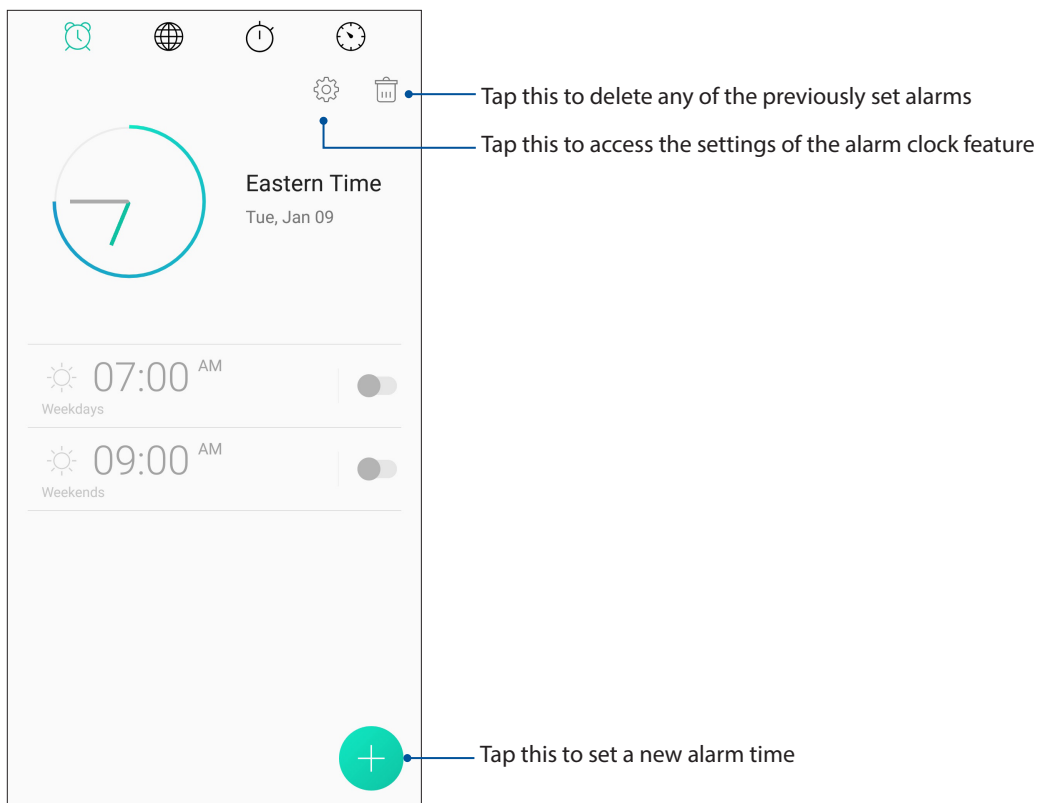 Tap this to delete any of the previously set alarms
Tap this to access the settings of the alarm clock feature
Eastern Time
Tue, Jan 09
07:00 AM
Weekdays
09:00 AM
Weekends
Tap this to set a new alarm time